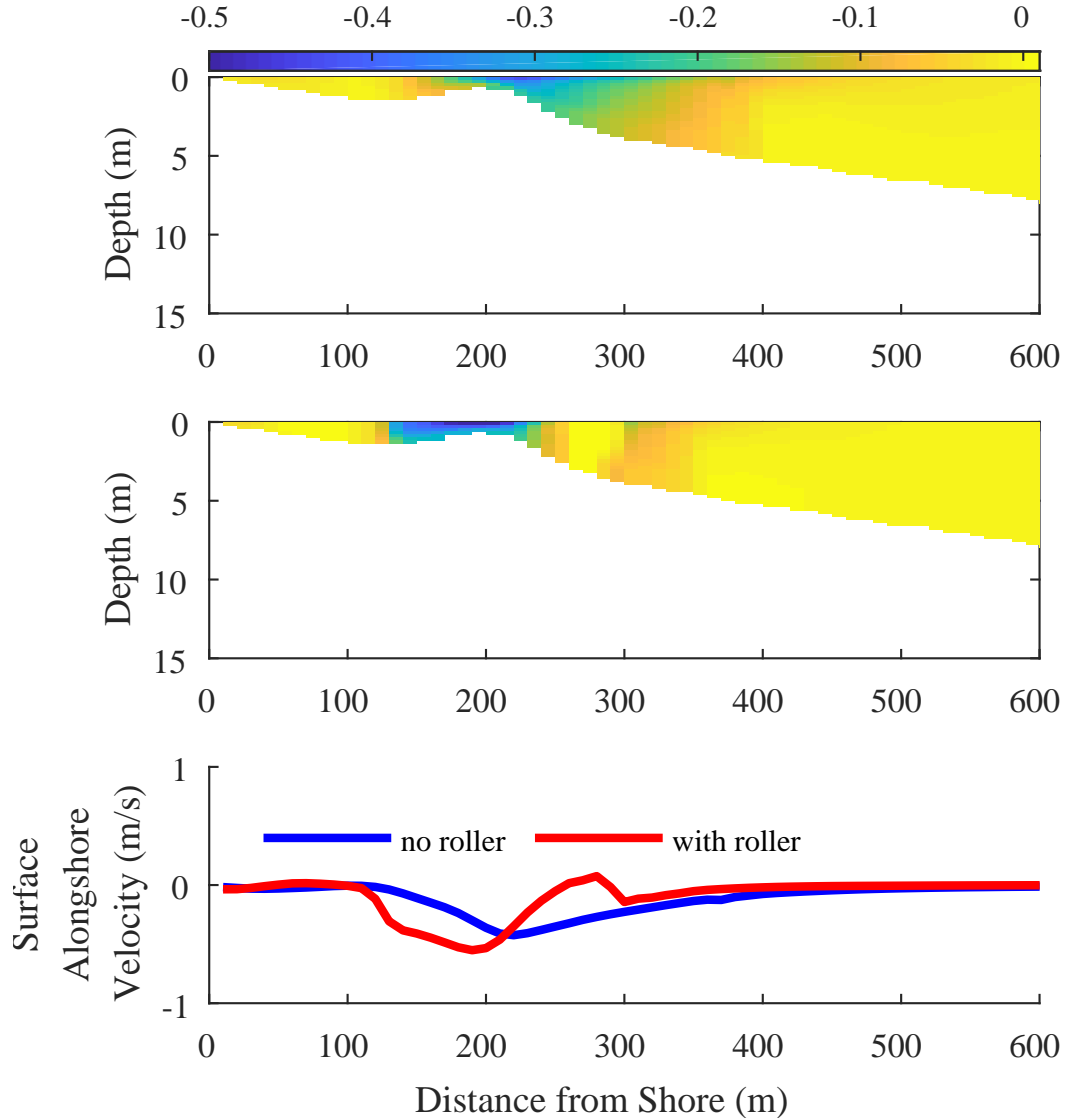 -0.5 -0.4 -0.3 -0.2 -0.1 0
0
5
10
15
Depth (m)
0 100 200 300 400 500 600
0
5
10
15
Depth (m)
0 100 200 300 400 500 600
1
0
-1
Surface
Alongshore
Velocity (m/s)
no roller with roller
0 100 200 300 400 500 600
Distance from Shore (m)